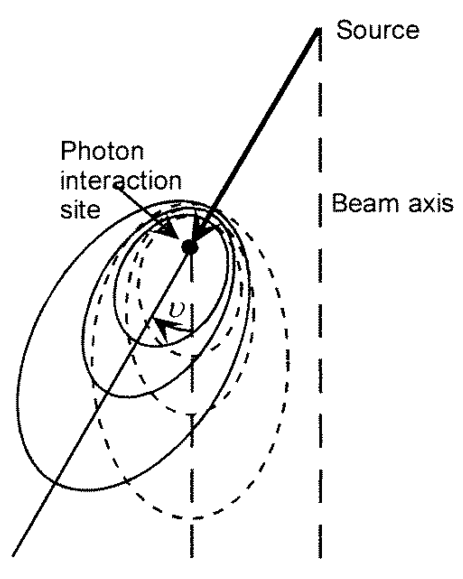 Source
Photon
interaction
site
Beam axis
υ